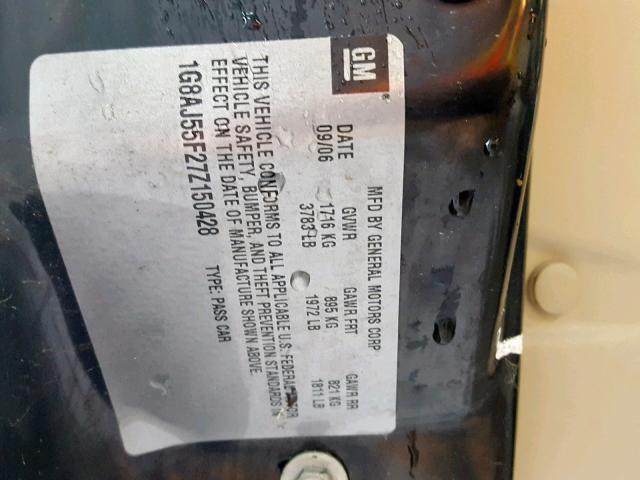 GM
MFD BY GENERAL MOTORS CORP
DATE GVWR GAWR FRT GAWR RR
09/06 1716 KG 895 KG 821 KG
3783 LB 1972 LB 1811 LB
THIS VEHICLE CONFORMS TO ALL APPLICABLE U.S. FEDERAL MOTOR
VEHICLE SAFETY, BUMPER, AND THEFT PREVENTION STANDARDS IN
EFFECT ON THE DATE OF MANUFACTURE SHOWN ABOVE.
1G8AJ55F27Z150428 TYPE: PASS CAR